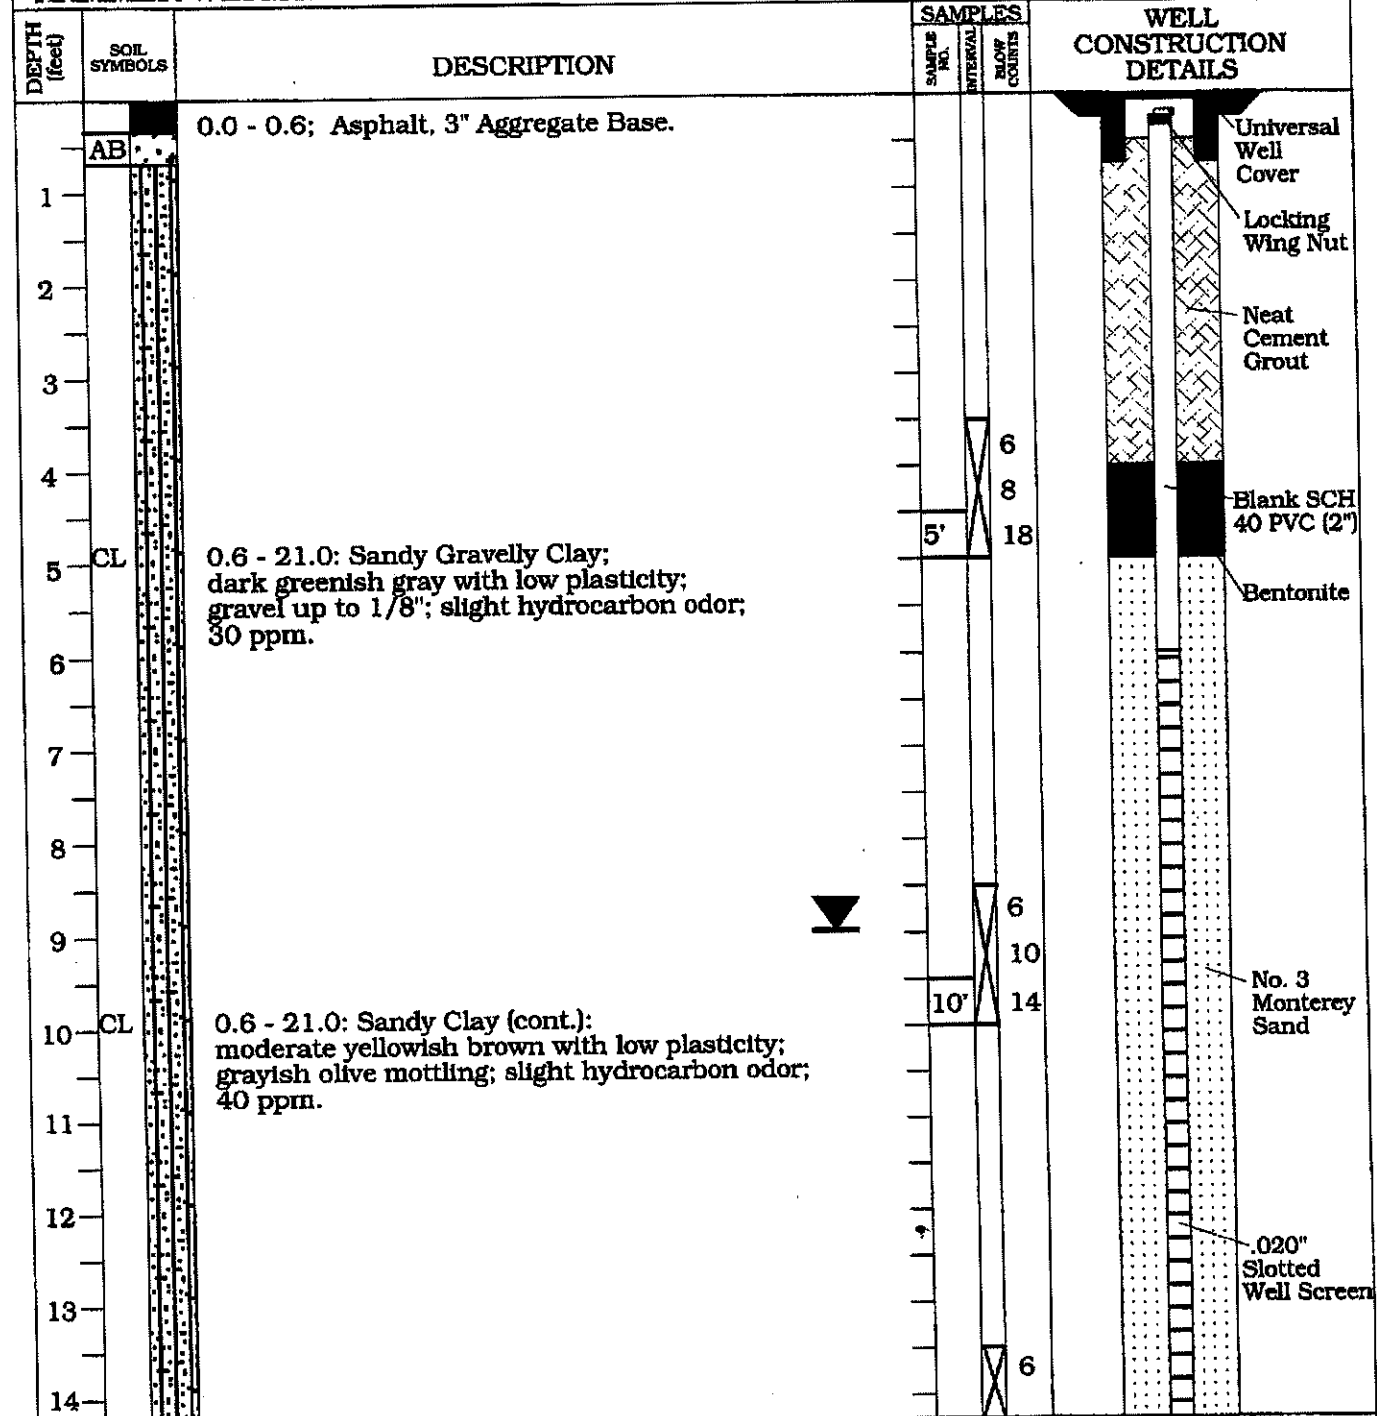 DEPTH
(feet)
SOIL
SYMBOLS
DESCRIPTION
SAMPLES
SAMPLE
NO.
INTERVAL
BLOW
COUNTS
WELL
CONSTRUCTION
DETAILS
0.0 - 0.6; Asphalt, 3" Aggregate Base.
AB
Universal
Well
Cover
1
Locking
Wing Nut
2
Neat
Cement
Grout
3
6
4
8
Blank SCH
40 PVC (2")
5'
18
5
CL
0.6 - 21.0: Sandy Gravelly Clay;
dark greenish gray with low plasticity;
gravel up to 1/8"; slight hydrocarbon odor;
30 ppm.
Bentonite
6
7
8
6
9
10
No. 3
Monterey
Sand
10'
14
10
CL
0.6 - 21.0: Sandy Clay (cont.):
moderate yellowish brown with low plasticity;
grayish olive mottling; slight hydrocarbon odor;
40 ppm.
11
12
.020"
Slotted
Well Screen
13
6
14